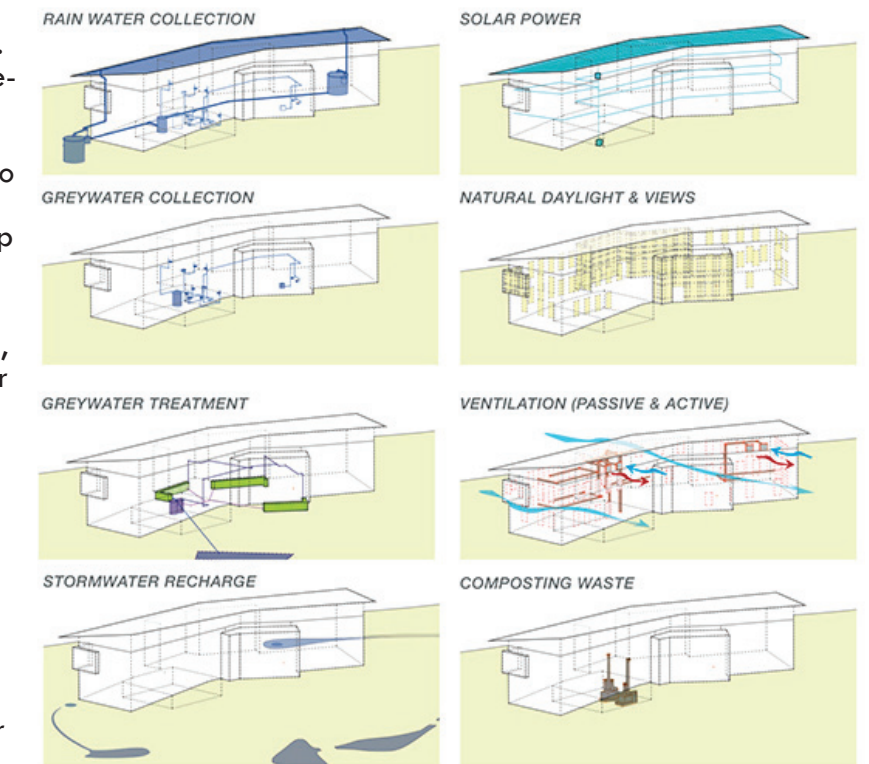 RAIN WATER COLLECTION
SOLAR POWER
.
e-
o
GREYWATER COLLECTION
NATURAL DAYLIGHT & VIEWS
p
,
r
GREYWATER TREATMENT
VENTILATION (PASSIVE & ACTIVE)
STORMWATER RECHARGE
COMPOSTING WASTE
r